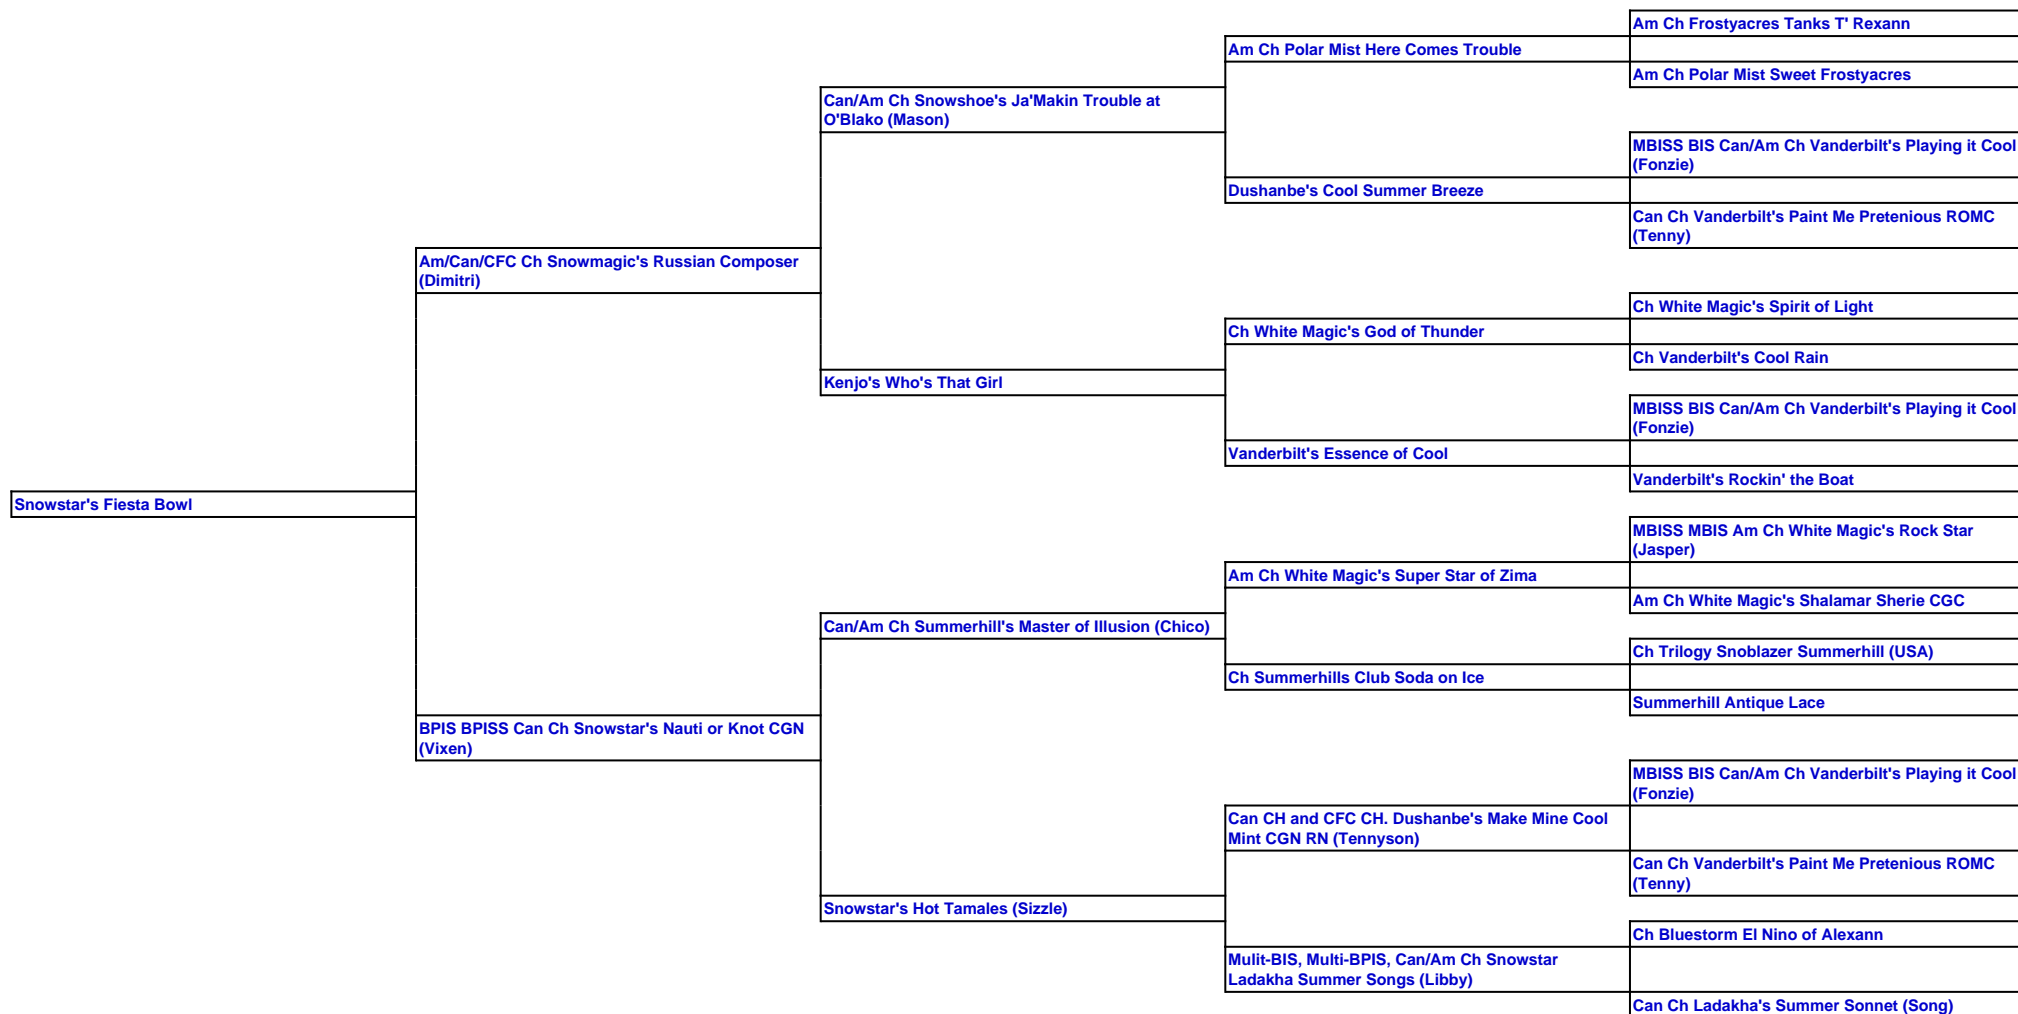 Am Ch Frostyacres Tanks T' Rexann
Am Ch Polar Mist Here Comes Trouble
Am Ch Polar Mist Sweet Frostyacres
Can/Am Ch Snowshoe's Ja'Makin Trouble at
O'Blako (Mason)
MBISS BIS Can/Am Ch Vanderbilt's Playing it Cool
(Fonzie)
Dushanbe's Cool Summer Breeze
Can Ch Vanderbilt's Paint Me Pretenious ROMC
(Tenny)
Am/Can/CFC Ch Snowmagic's Russian Composer
(Dimitri)
Ch White Magic's Spirit of Light
Ch White Magic's God of Thunder
Ch Vanderbilt's Cool Rain
Kenjo's Who's That Girl
MBISS BIS Can/Am Ch Vanderbilt's Playing it Cool
(Fonzie)
Vanderbilt's Essence of Cool
Vanderbilt's Rockin' the Boat
Snowstar's Fiesta Bowl
MBISS MBIS Am Ch White Magic's Rock Star
(Jasper)
Am Ch White Magic's Super Star of Zima
Am Ch White Magic's Shalamar Sherie CGC
Can/Am Ch Summerhill's Master of Illusion (Chico)
Ch Trilogy Snoblazer Summerhill (USA)
Ch Summerhills Club Soda on Ice
Summerhill Antique Lace
BPIS BPISS Can Ch Snowstar's Nauti or Knot CGN
(Vixen)
MBISS BIS Can/Am Ch Vanderbilt's Playing it Cool
(Fonzie)
Can CH and CFC CH. Dushanbe's Make Mine Cool
Mint CGN RN (Tennyson)
Can Ch Vanderbilt's Paint Me Pretenious ROMC
(Tenny)
Snowstar's Hot Tamales (Sizzle)
Ch Bluestorm El Nino of Alexann
Mulit-BIS, Multi-BPIS, Can/Am Ch Snowstar
Ladakha Summer Songs (Libby)
Can Ch Ladakha's Summer Sonnet (Song)